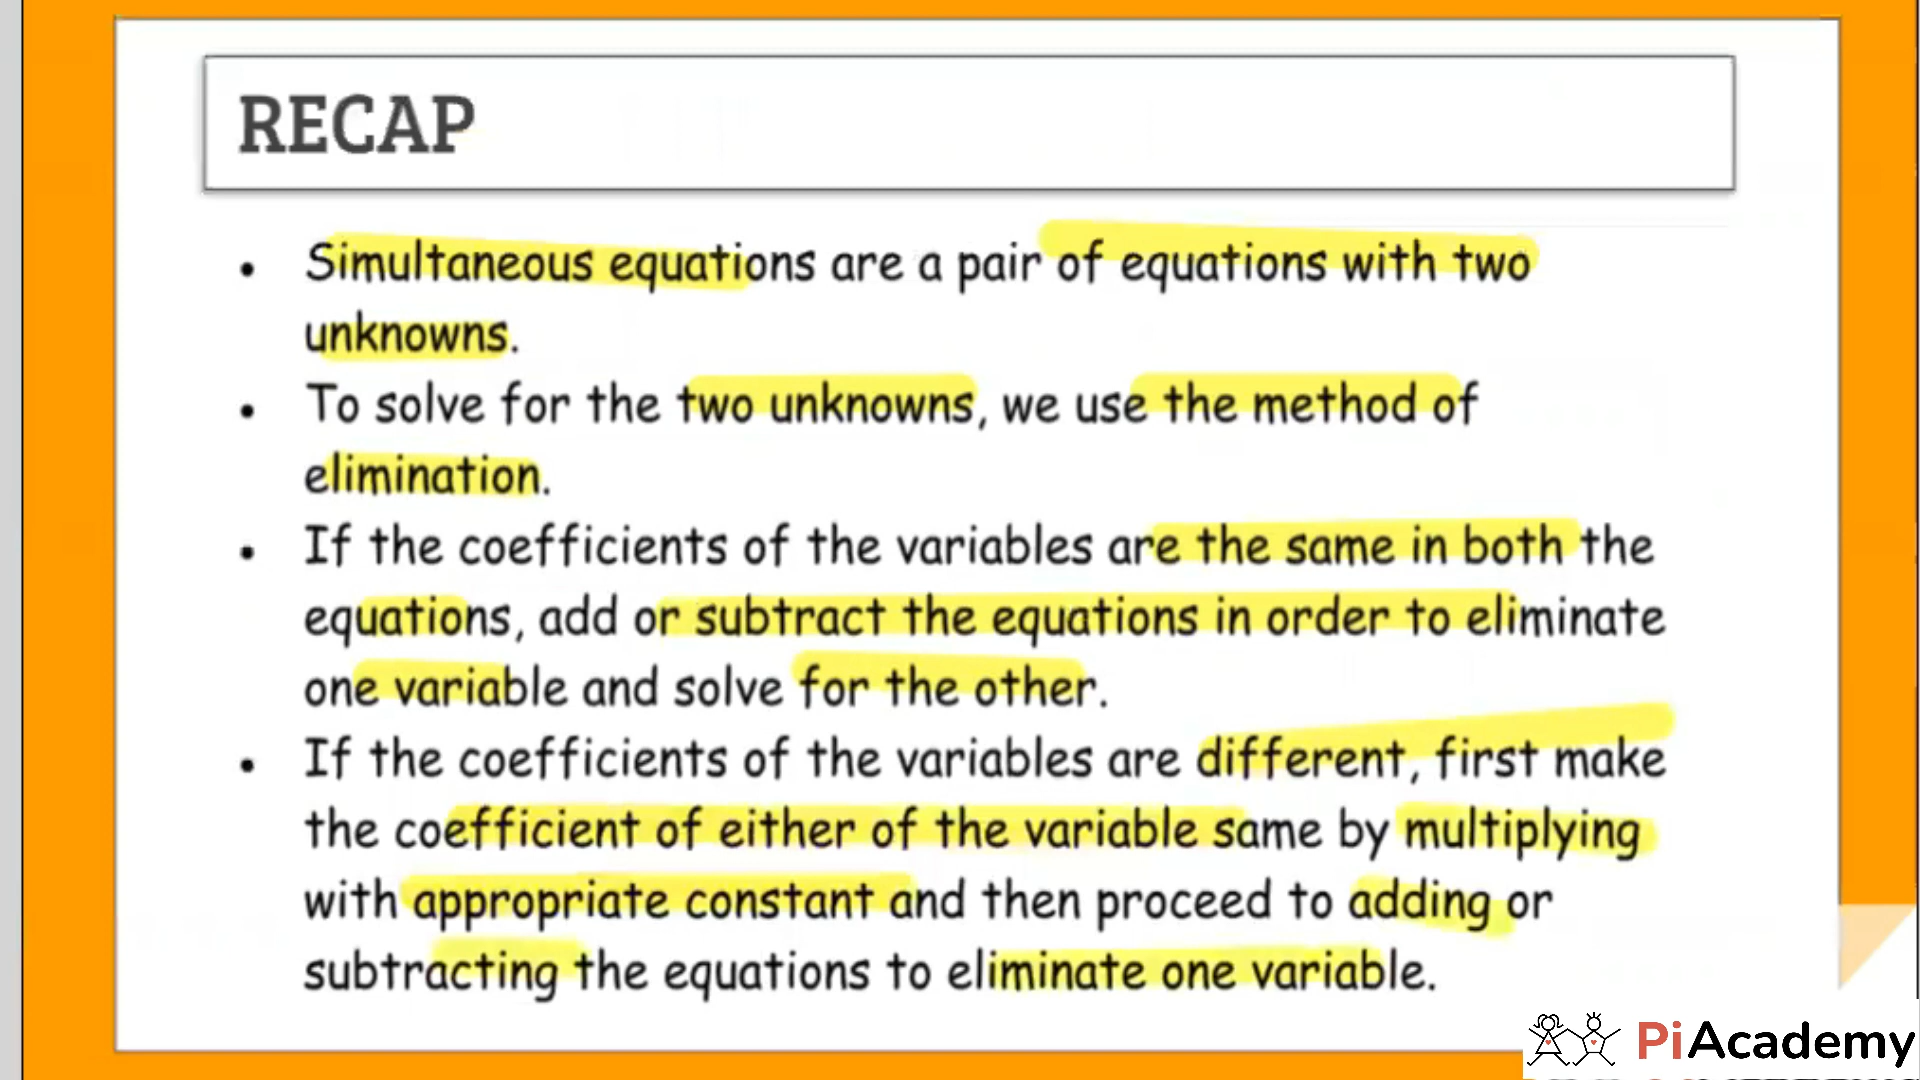 RECAP
• Simultaneous equations are a pair of equations with two
unknowns.
• To solve for the two unknowns, we use the method of
elimination.
• If the coefficients of the variables are the same in both the
equations, add or subtract the equations in order to eliminate
one variable and solve for the other.
• If the coefficients of the variables are different, first make
the coefficient of either of the variable same by multiplying
with appropriate constant and then proceed to adding or
subtracting the equations to eliminate one variable.
PiAcademy